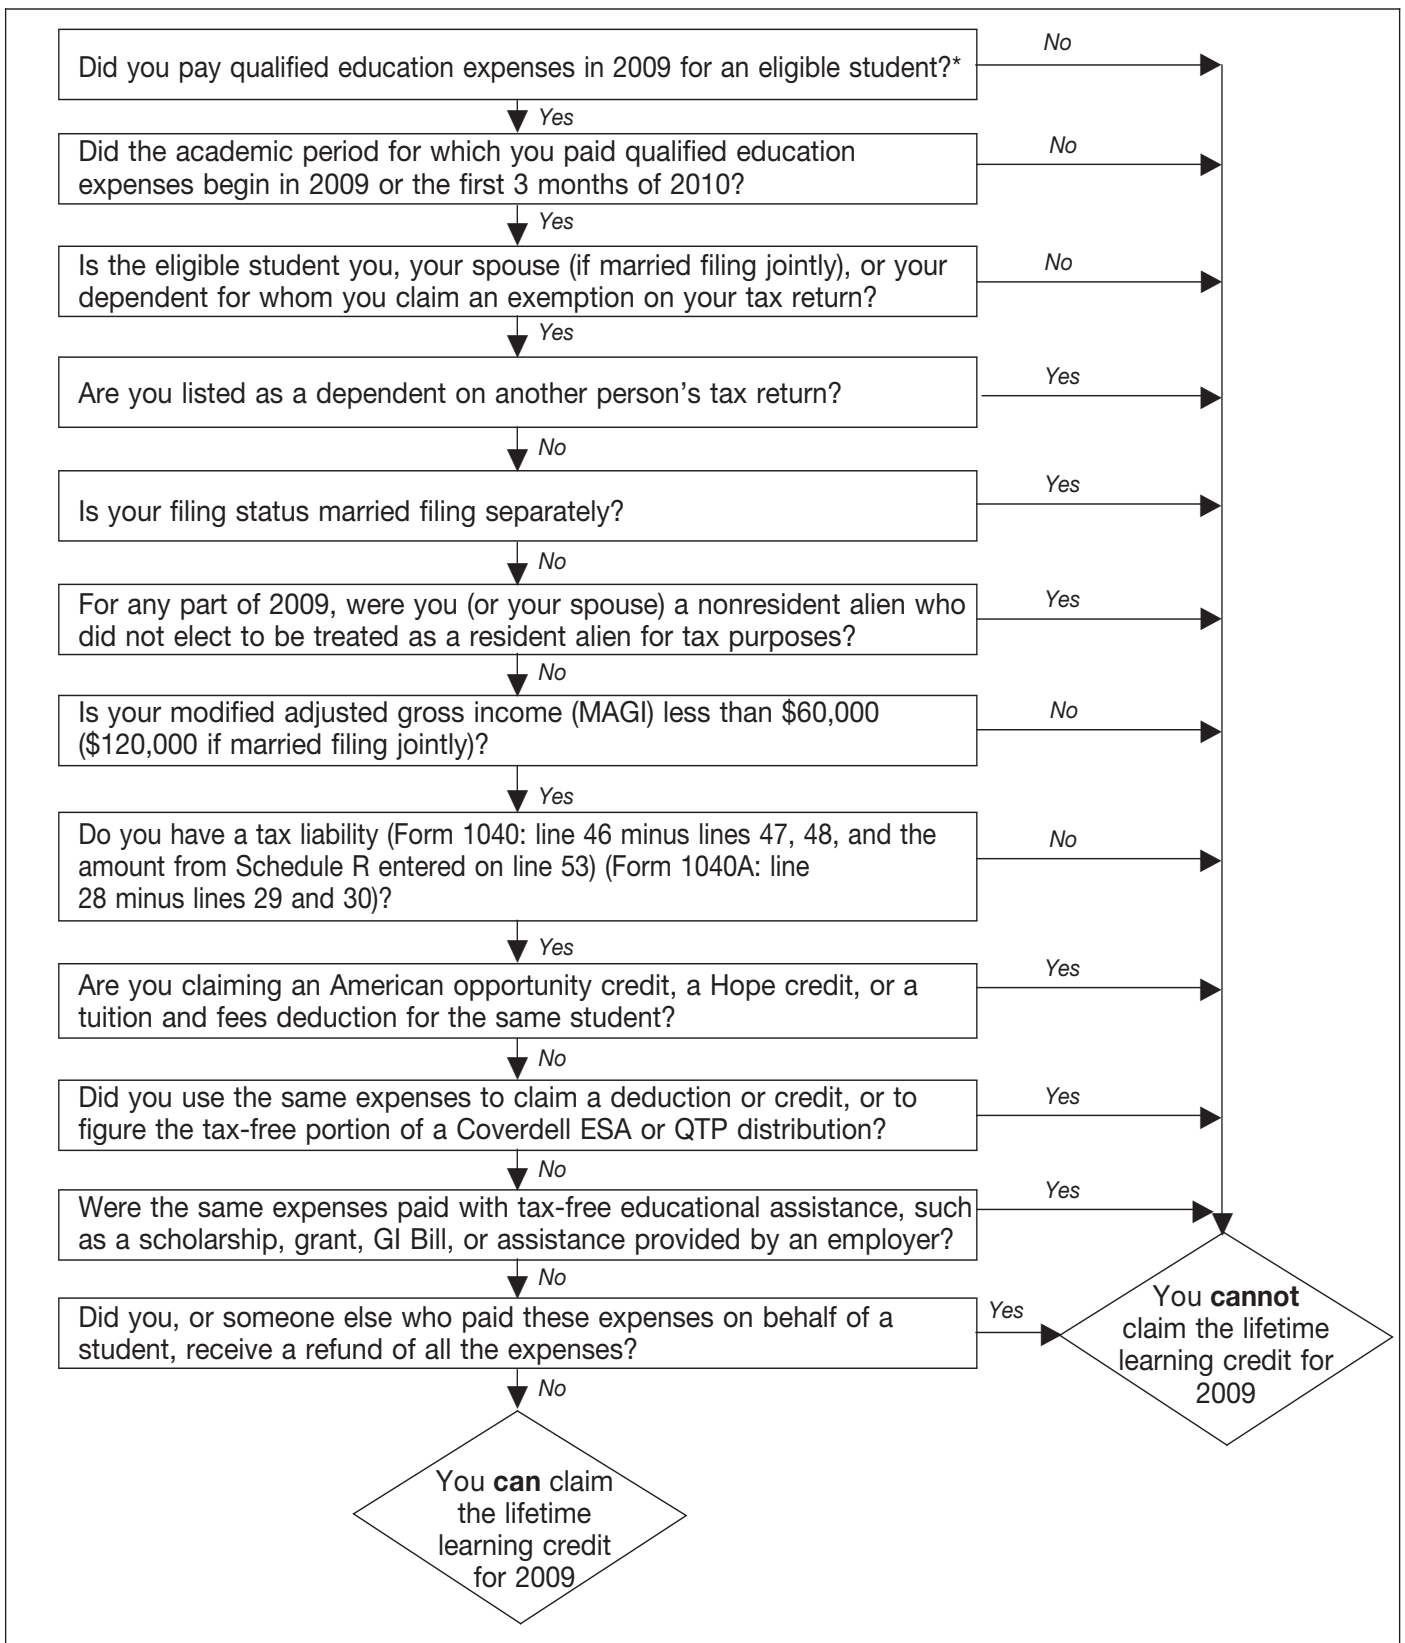 Did you pay qualified education expenses in 2009 for an eligible student?*
No
Yes
Did the academic period for which you paid qualified education
expenses begin in 2009 or the first 3 months of 2010?
No
Yes
Is the eligible student you, your spouse (if married filing jointly), or your
dependent for whom you claim an exemption on your tax return?
No
Yes
Are you listed as a dependent on another person's tax return?
Yes
No
Is your filing status married filing separately?
Yes
No
For any part of 2009, were you (or your spouse) a nonresident alien who
did not elect to be treated as a resident alien for tax purposes?
Yes
No
Is your modified adjusted gross income (MAGI) less than $60,000
($120,000 if married filing jointly)?
No
Yes
Do you have a tax liability (Form 1040: line 46 minus lines 47, 48, and the
amount from Schedule R entered on line 53) (Form 1040A: line
28 minus lines 29 and 30)?
No
Yes
Are you claiming an American opportunity credit, a Hope credit, or a
tuition and fees deduction for the same student?
Yes
No
Did you use the same expenses to claim a deduction or credit, or to
figure the tax-free portion of a Coverdell ESA or QTP distribution?
Yes
No
Were the same expenses paid with tax-free educational assistance, such
as a scholarship, grant, GI Bill, or assistance provided by an employer?
Yes
No
Did you, or someone else who paid these expenses on behalf of a
student, receive a refund of all the expenses?
Yes
No
You cannot
claim the lifetime
learning credit for
2009
You can claim
the lifetime
learning credit
for 2009